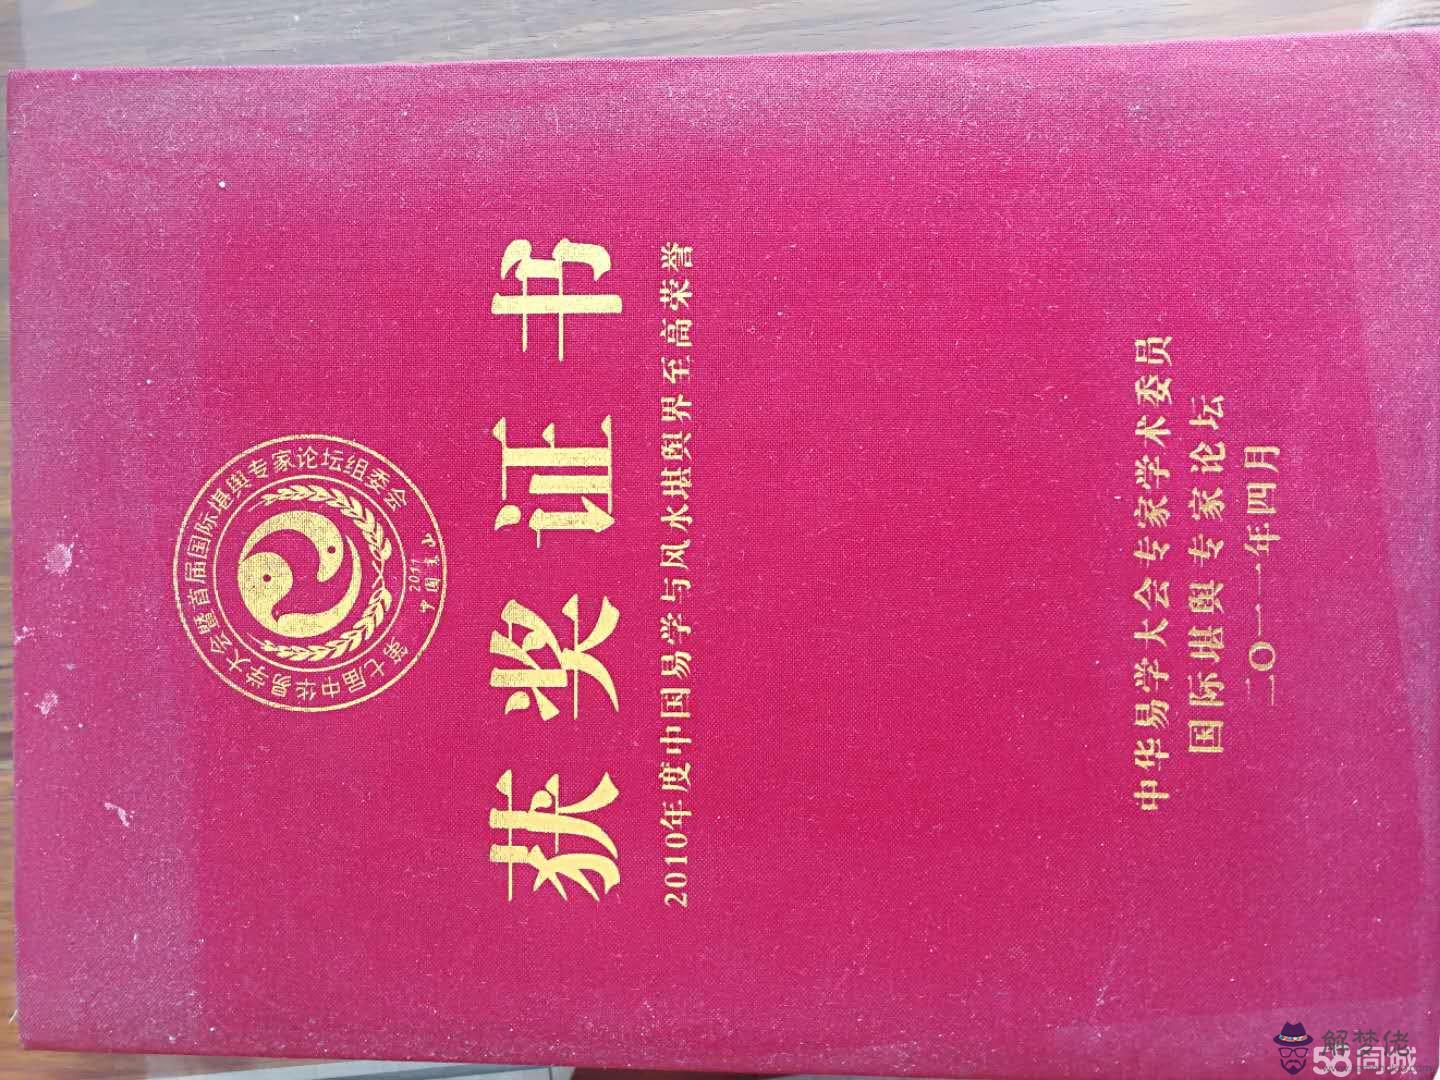 第七届中华易学大会暨首届国际堪舆专家论坛组委会
2011
获奖证书
2010年度中国易学与风水堪舆界至高荣誉
中华易学大会专家学术委员
国际堪舆专家论坛
二〇一一年四月
解梦佬
58同城